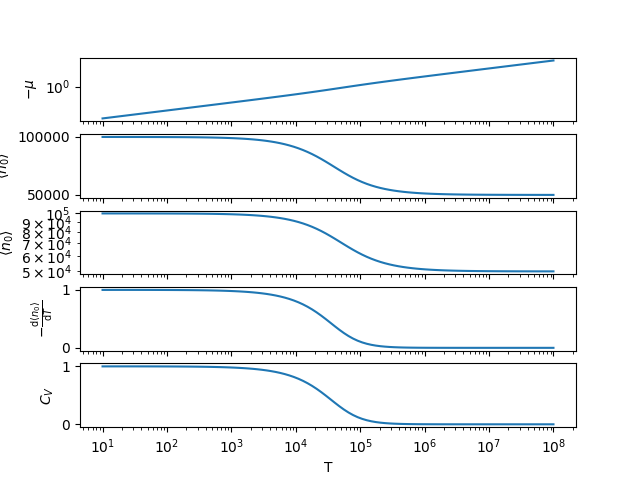 −μ
10⁰
⟨n₀⟩
100000
50000
⟨n₀⟩
10⁵
9 × 10⁴
8 × 10⁴
7 × 10⁴
6 × 10⁴
5 × 10⁴
−d⟨n₀⟩/dT
1
0
C_V
1
0
10¹ 10² 10³ 10⁴ 10⁵ 10⁶ 10⁷ 10⁸
T